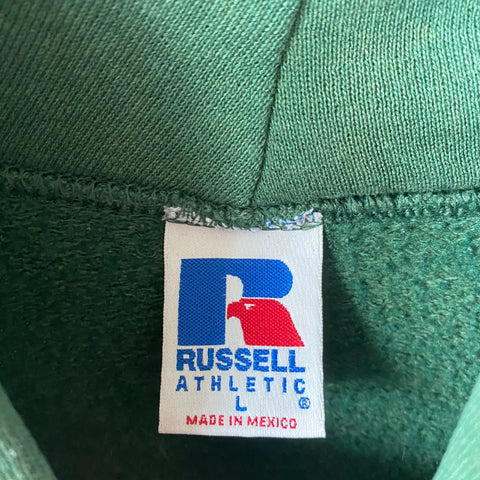 R
RUSSELL
ATHLETIC
L ®
MADE IN MEXICO